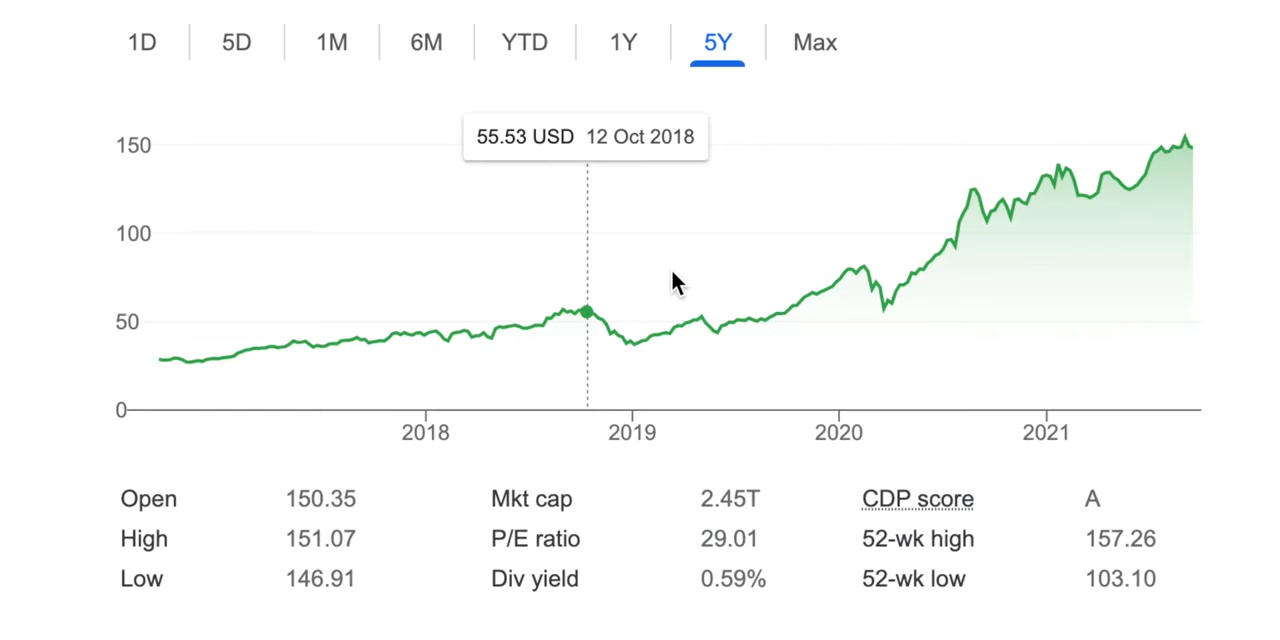 1D 5D 1M 6M YTD 1Y 5Y Max
55.53 USD 12 Oct 2018
150
100
50
0
2018 2019 2020 2021
Open 150.35 Mkt cap 2.45T CDP score A
High 151.07 P/E ratio 29.01 52-wk high 157.26
Low 146.91 Div yield 0.59% 52-wk low 103.10